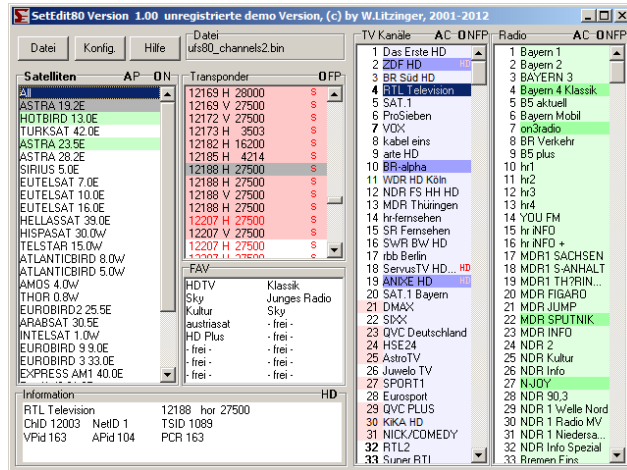 SetEdit80 Version 1.00 unregistrierte demo Version, (c) by W.Litzinger, 2001-2012
Datei
Konfig.
Hilfe
Datei
ufs80_channels2.bin
Satelliten AP ON
All
ASTRA 19.2E
HOTBIRD 13.0E
TURKSAT 42.0E
ASTRA 23.5E
ASTRA 28.2E
SIRIUS 5.0E
EUTELSAT 7.0E
EUTELSAT 10.0E
EUTELSAT 16.0E
HELLASSAT 39.0E
HISPASAT 30.0W
TELSTAR 15.0W
ATLANTICBIRD 8.0W
ATLANTICBIRD 5.0W
AMOS 4.0W
THOR 0.8W
EUROBIRD2 25.5E
ARABSAT 30.5E
INTELSAT 1.0W
EUROBIRD 9 9.0E
EUROBIRD 3 33.0E
EXPRESS AM1 40.0E
Transponder OFP
12169 H 28000 S
12169 V 27500 S
12172 V 27500 S
12173 H 3503 S
12182 H 16200 S
12185 H 4214 S
12188 H 27500 S
12188 H 27500 S
12188 V 27500 S
12207 H 27500 S
12207 V 27500 S
12207 H 27500 S
12207 V 27500 S
12217 H 27500 S
FAV
HDTV Klassik
Sky Junges Radio
Kultur Sky
austriasat - frei -
HD Plus - frei -
- frei - - frei -
- frei - - frei -
- frei - - frei -
Information HD
RTL Television 12188 hor 27500
ChID 12003 NetID 1 TSID 1089
VPid 163 APid 104 PCR 163
TV Kanäle AC ONFP
1 Das Erste HD
2 ZDF HD HD
3 BR Süd HD
4 RTL Television
5 SAT.1
6 ProSieben
7 VOX
8 kabel eins
9 arte HD
10 BR-alpha
11 WDR HD Köln
12 NDR FS HH HD
13 MDR Thüringen
14 hr-fernsehen
15 SR Fernsehen
16 SWR BW HD
17 rbb Berlin
18 ServusTV HD... HD
19 ANIXE HD HD
20 SAT.1 Bayern
21 DMAX
22 SIXX
23 QVC Deutschland
24 HSE24
25 AstroTV
26 Juwelo TV
27 SPORT1
28 Eurosport
29 QVC PLUS
30 KiKA HD
31 NICK/COMEDY
32 RTL2
33 Super RTL
Radio AC ONFP
1 Bayern 1
2 Bayern 2
3 BAYERN 3
4 Bayern 4 Klassik
5 B5 aktuell
6 Bayern Mobil
7 on3radio
8 BR Verkehr
9 B5 plus
10 hr1
11 hr2
12 hr3
13 hr4
14 YOU FM
15 hr iNFO
16 hr iNFO +
17 MDR1 SACHSEN
18 MDR1 S-ANHALT
19 MDR1 TH?RIN...
20 MDR FIGARO
21 MDR JUMP
22 MDR SPUTNIK
23 MDR INFO
24 NDR 2
25 NDR Kultur
26 NDR Info
27 N-JOY
28 NDR 90,3
29 NDR 1 Welle Nord
30 NDR 1 Radio MV
31 NDR 1 Niedersa...
32 NDR Info Spezial
33 Bremen Eins